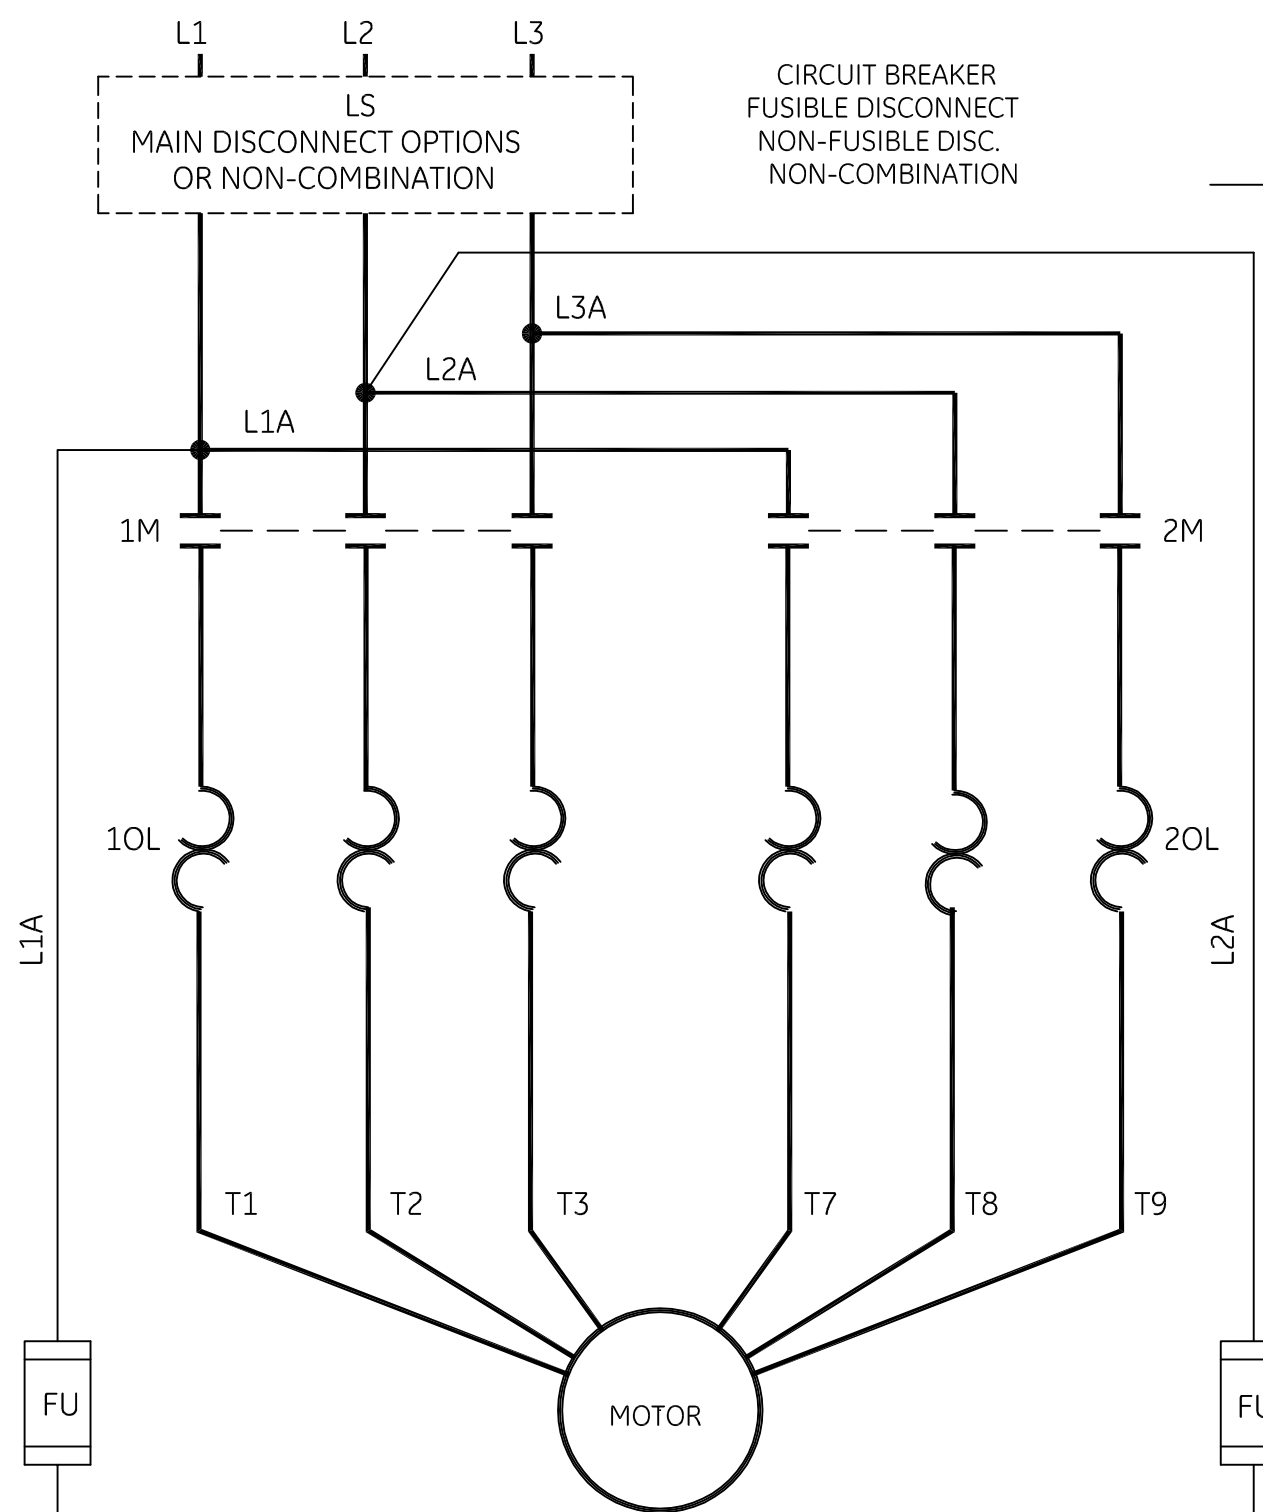 L1 L2 L3
LS
MAIN DISCONNECT OPTIONS
OR NON-COMBINATION
CIRCUIT BREAKER
FUSIBLE DISCONNECT
NON-FUSIBLE DISC.
NON-COMBINATION
L3A
L2A
L1A
1M
2M
1OL
2OL
L1A
L2A
T1 T2 T3 T7 T8 T9
FU
MOTOR